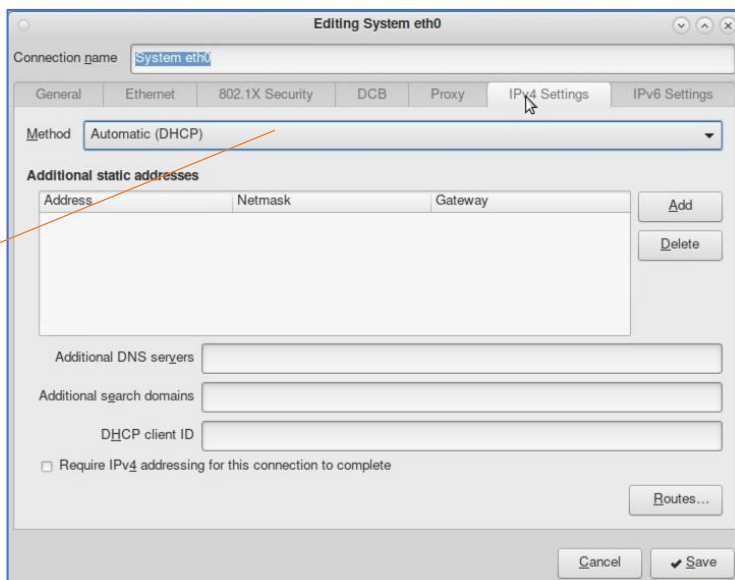 Editing System eth0
Connection name System eth0
General Ethernet 802.1X Security DCB Proxy IPv4 Settings IPv6 Settings
Method Automatic (DHCP)
Additional static addresses
Address Netmask Gateway
Add
Delete
Additional DNS servers
Additional search domains
DHCP client ID
Require IPv4 addressing for this connection to complete
Routes...
Cancel Save